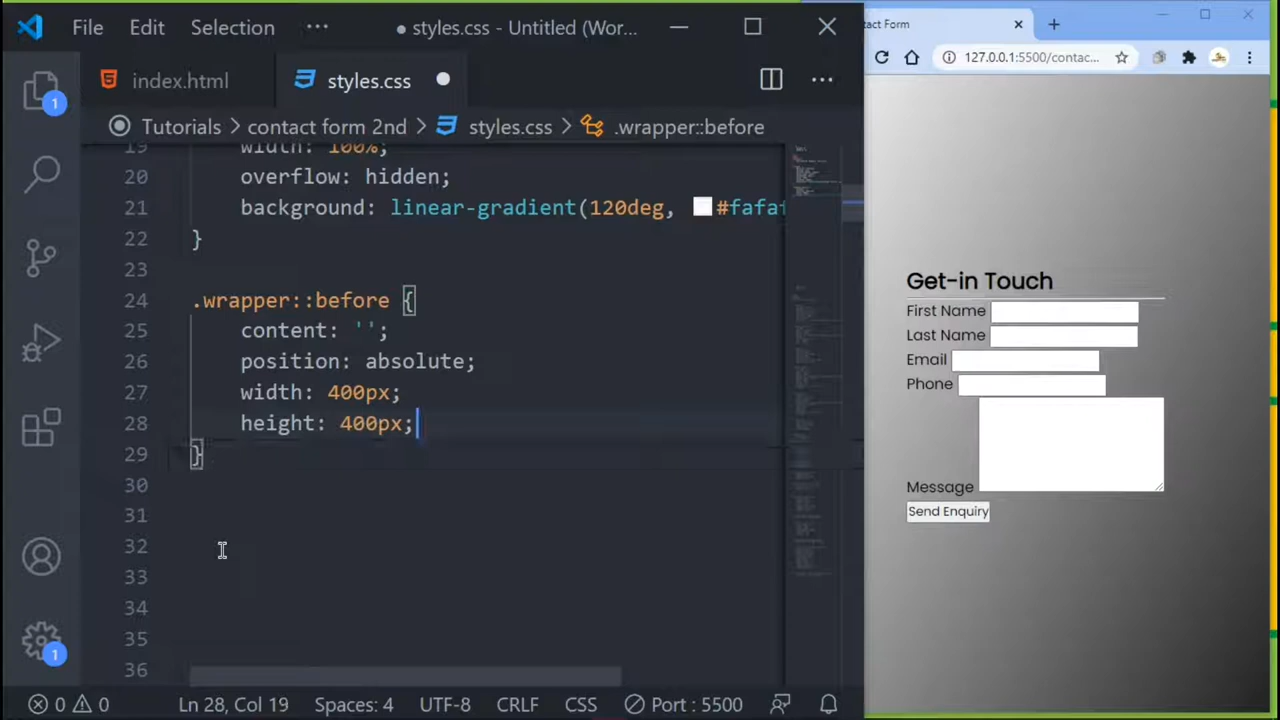 File Edit Selection ··· ● styles.css - Untitled (Wor...
index.html styles.css
Tutorials > contact form 2nd > styles.css > .wrapper::before
19 width: 100%;
20 overflow: hidden;
21 background: linear-gradient(120deg, #fafaf
22 }
23
24 .wrapper::before {
25 content: '';
26 position: absolute;
27 width: 400px;
28 height: 400px;
29 }
30
31
32
33
34
35
36
1
1
0 0 Ln 28, Col 19 Spaces: 4 UTF-8 CRLF CSS Port : 5500
tact Form
127.0.0.1:5500/contac...
Get-in Touch
First Name
Last Name
Email
Phone
Message
Send Enquiry